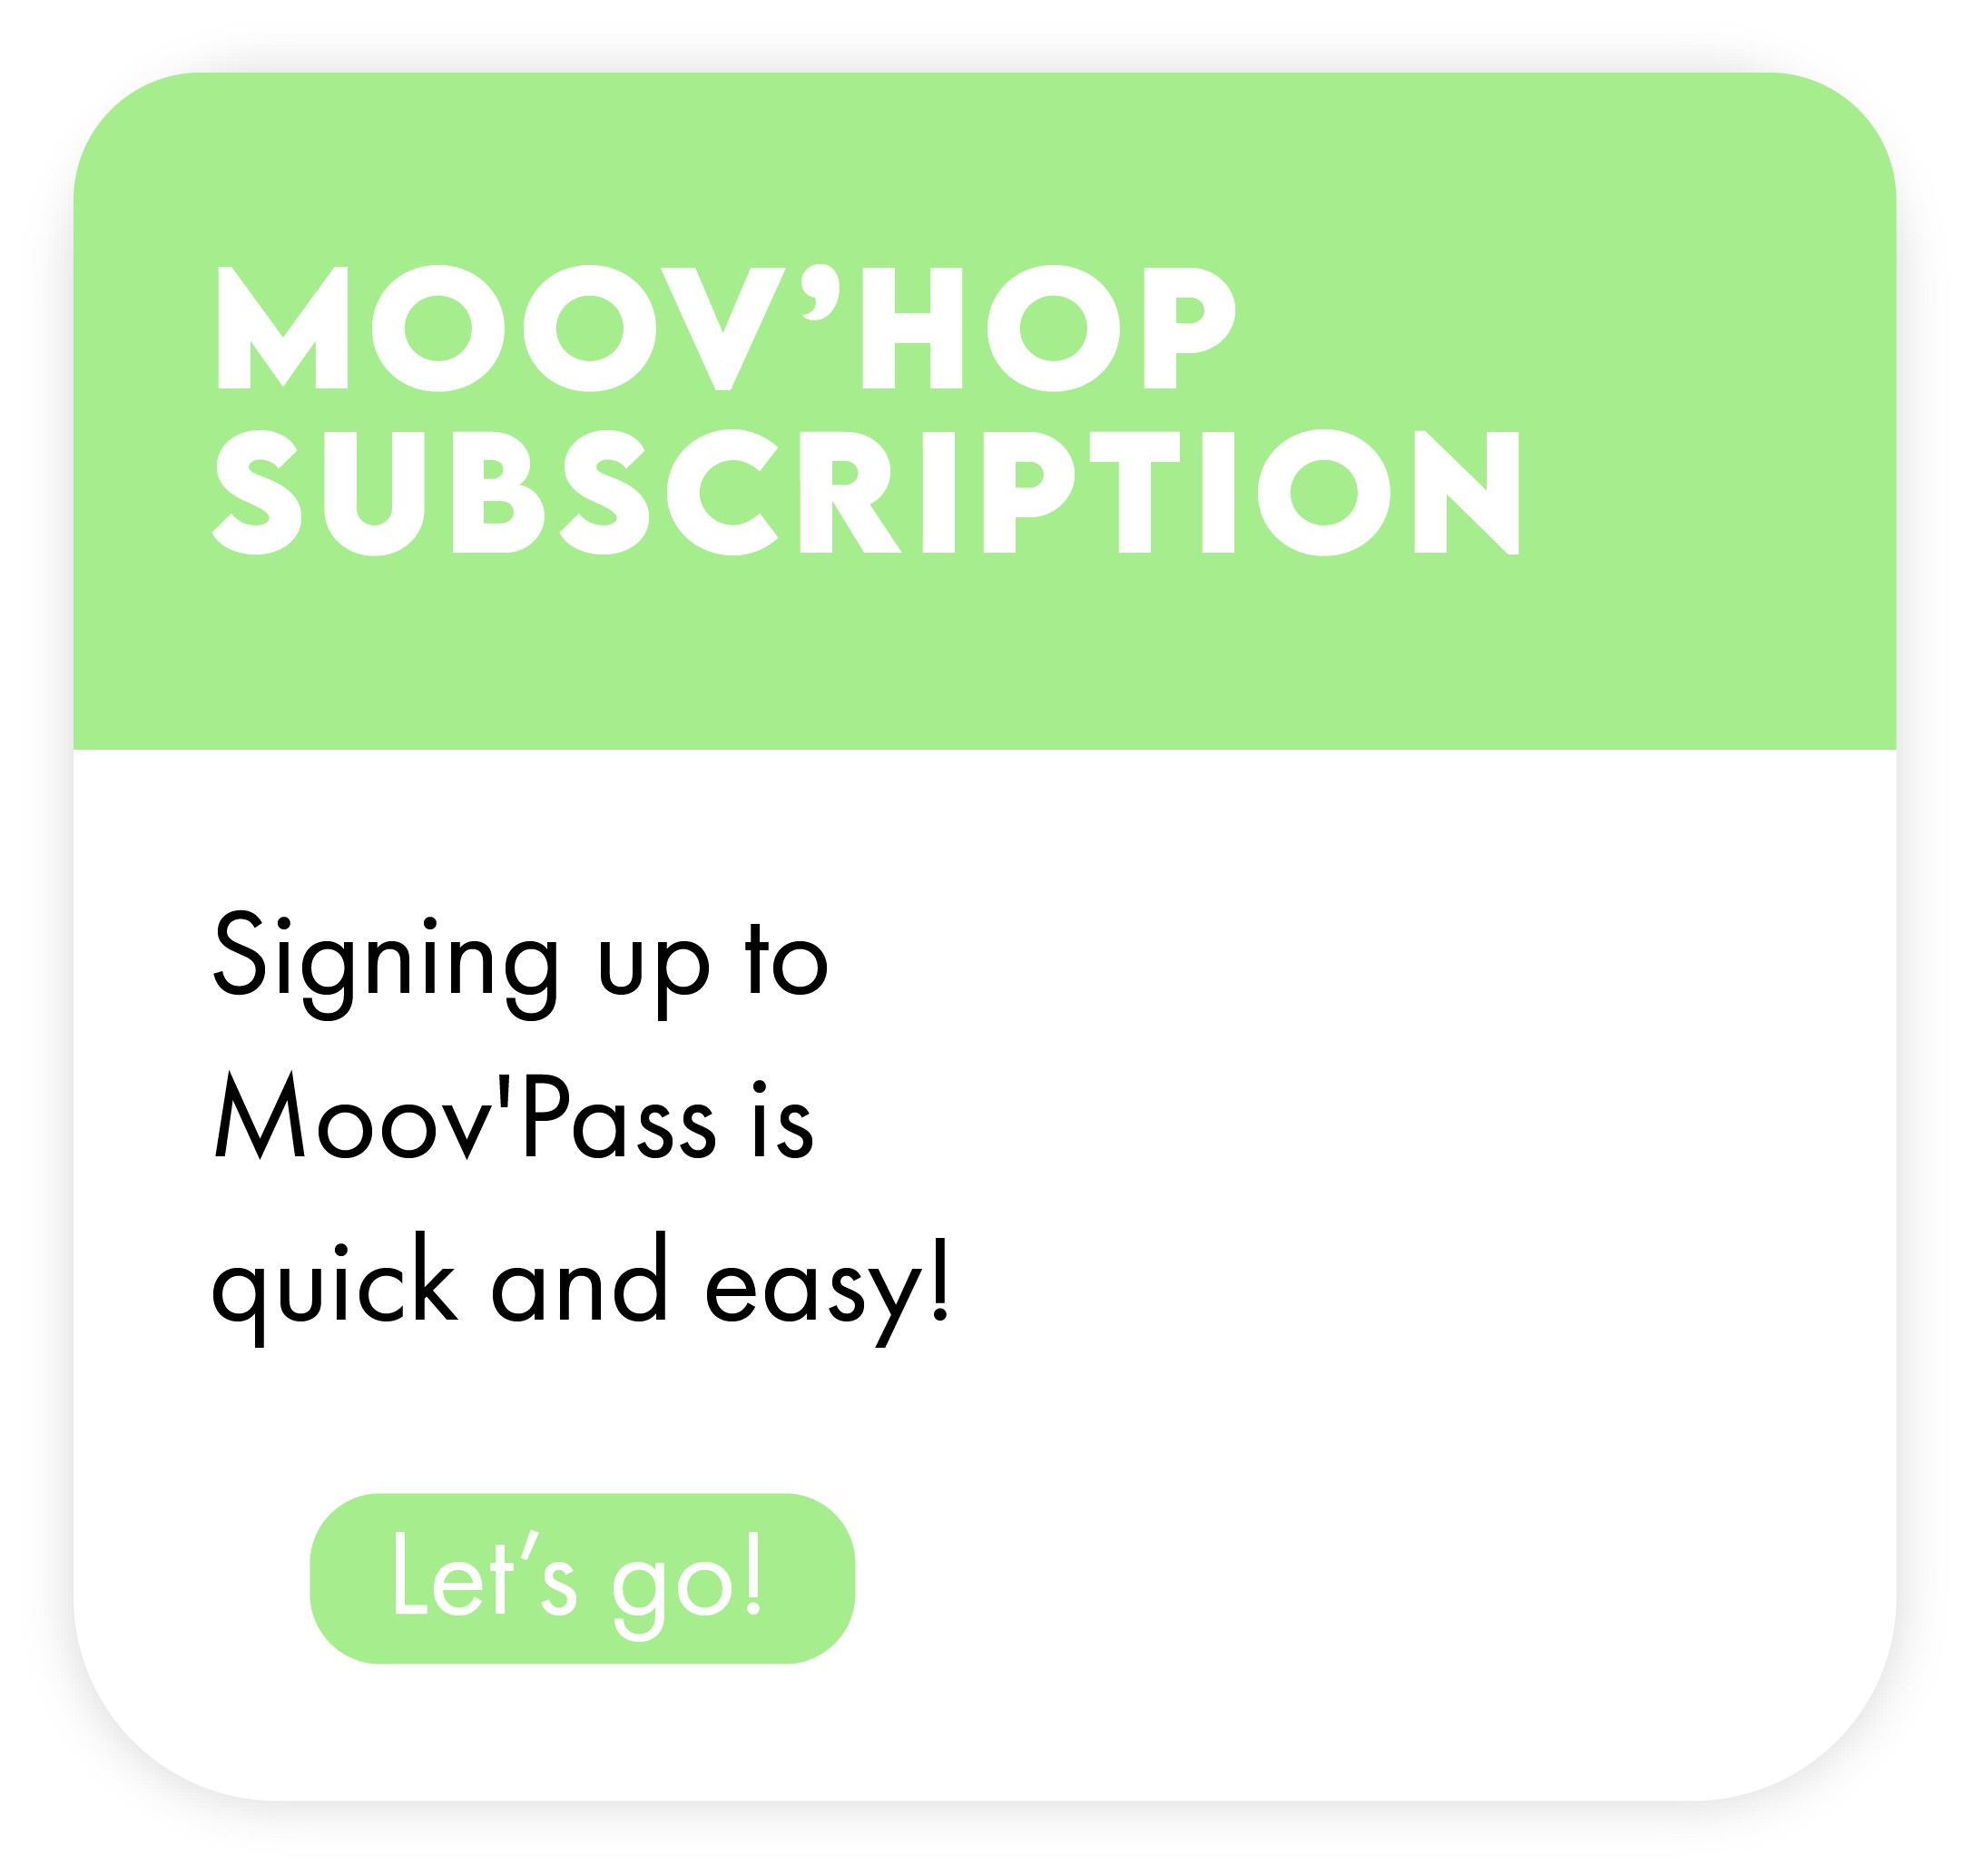 MOOV’HOP
SUBSCRIPTION
Signing up to
Moov'Pass is
quick and easy!
Let’s go!